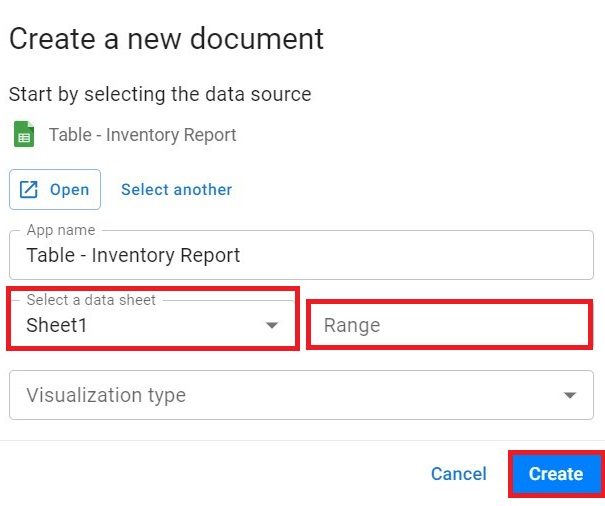 Create a new document
Start by selecting the data source
Table - Inventory Report
Open Select another
App name
Table - Inventory Report
Select a data sheet
Sheet1 Range
Visualization type
Cancel Create